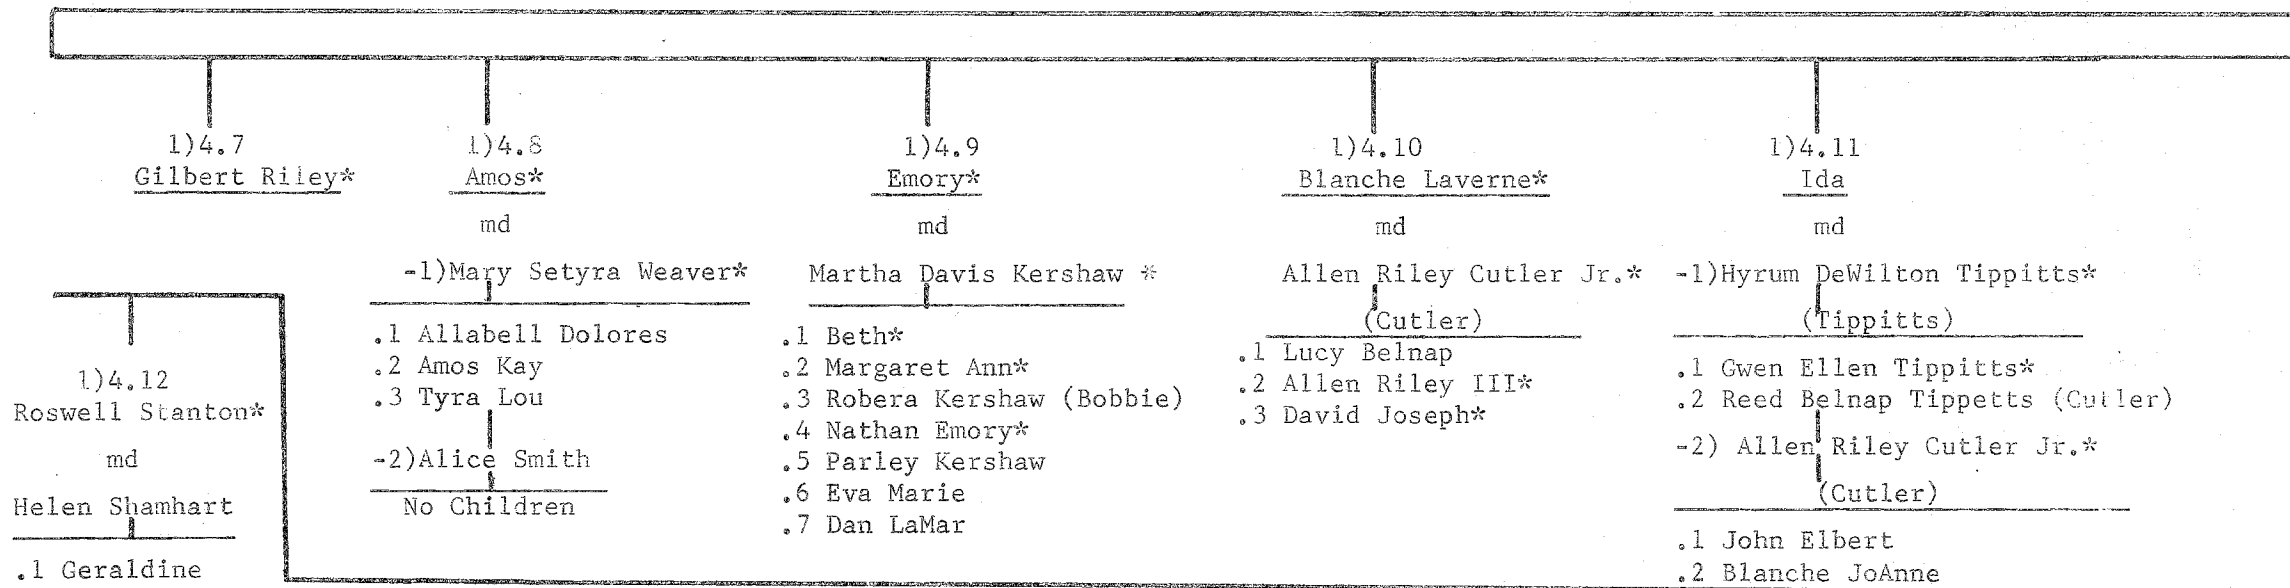 1)4.7
Gilbert Riley*
1)4.8
Amos*
md
-1)Mary Setyra Weaver*
.1 Allabell Dolores
.2 Amos Kay
.3 Tyra Lou
-2)Alice Smith
No Children
1)4.9
Emory*
md
Martha Davis Kershaw *
.1 Beth*
.2 Margaret Ann*
.3 Robera Kershaw (Bobbie)
.4 Nathan Emory*
.5 Parley Kershaw
.6 Eva Marie
.7 Dan LaMar
1)4.10
Blanche Laverne*
md
Allen Riley Cutler Jr.*
(Cutler)
.1 Lucy Belnap
.2 Allen Riley III*
.3 David Joseph*
1)4.11
Ida
md
-1)Hyrum DeWilton Tippitts*
(Tippitts)
.1 Gwen Ellen Tippitts*
.2 Reed Belnap Tippetts (Cutler)
-2) Allen Riley Cutler Jr.*
(Cutler)
.1 John Elbert
.2 Blanche JoAnne
1)4.12
Roswell Stanton*
md
Helen Shamhart
.1 Geraldine